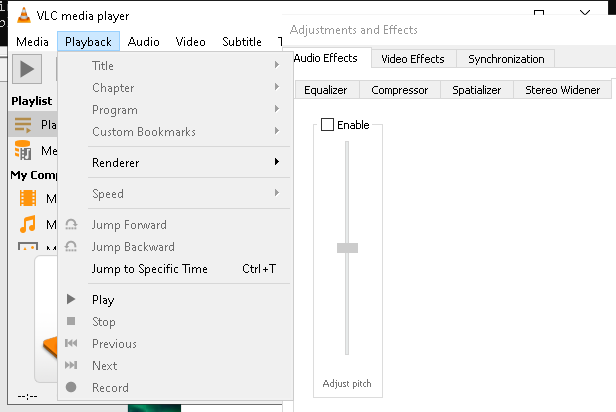 VLC media player
Media Playback Audio Video Subtitle T
Title
Chapter
Program
Custom Bookmarks
Renderer
Speed
Jump Forward
Jump Backward
Jump to Specific Time Ctrl+T
Play
Stop
Previous
Next
Record
Playlist
Pla
Me
My Comp
M
M
M
--:--
Adjustments and Effects
Audio Effects Video Effects Synchronization
Equalizer Compressor Spatializer Stereo Widener
Enable
Adjust pitch